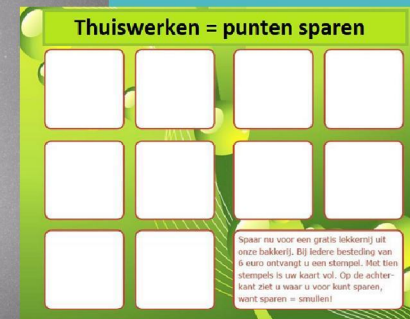 Thuiswerken = punten sparen
Spaar nu voor een gratis lekkernij uit
onze bakkerij. Bij iedere besteding van
6 euro ontvangt u een stempel. Met tien
stempels is uw kaart vol. Op de achter-
kant ziet u waar u voor kunt sparen,
want sparen = smullen!